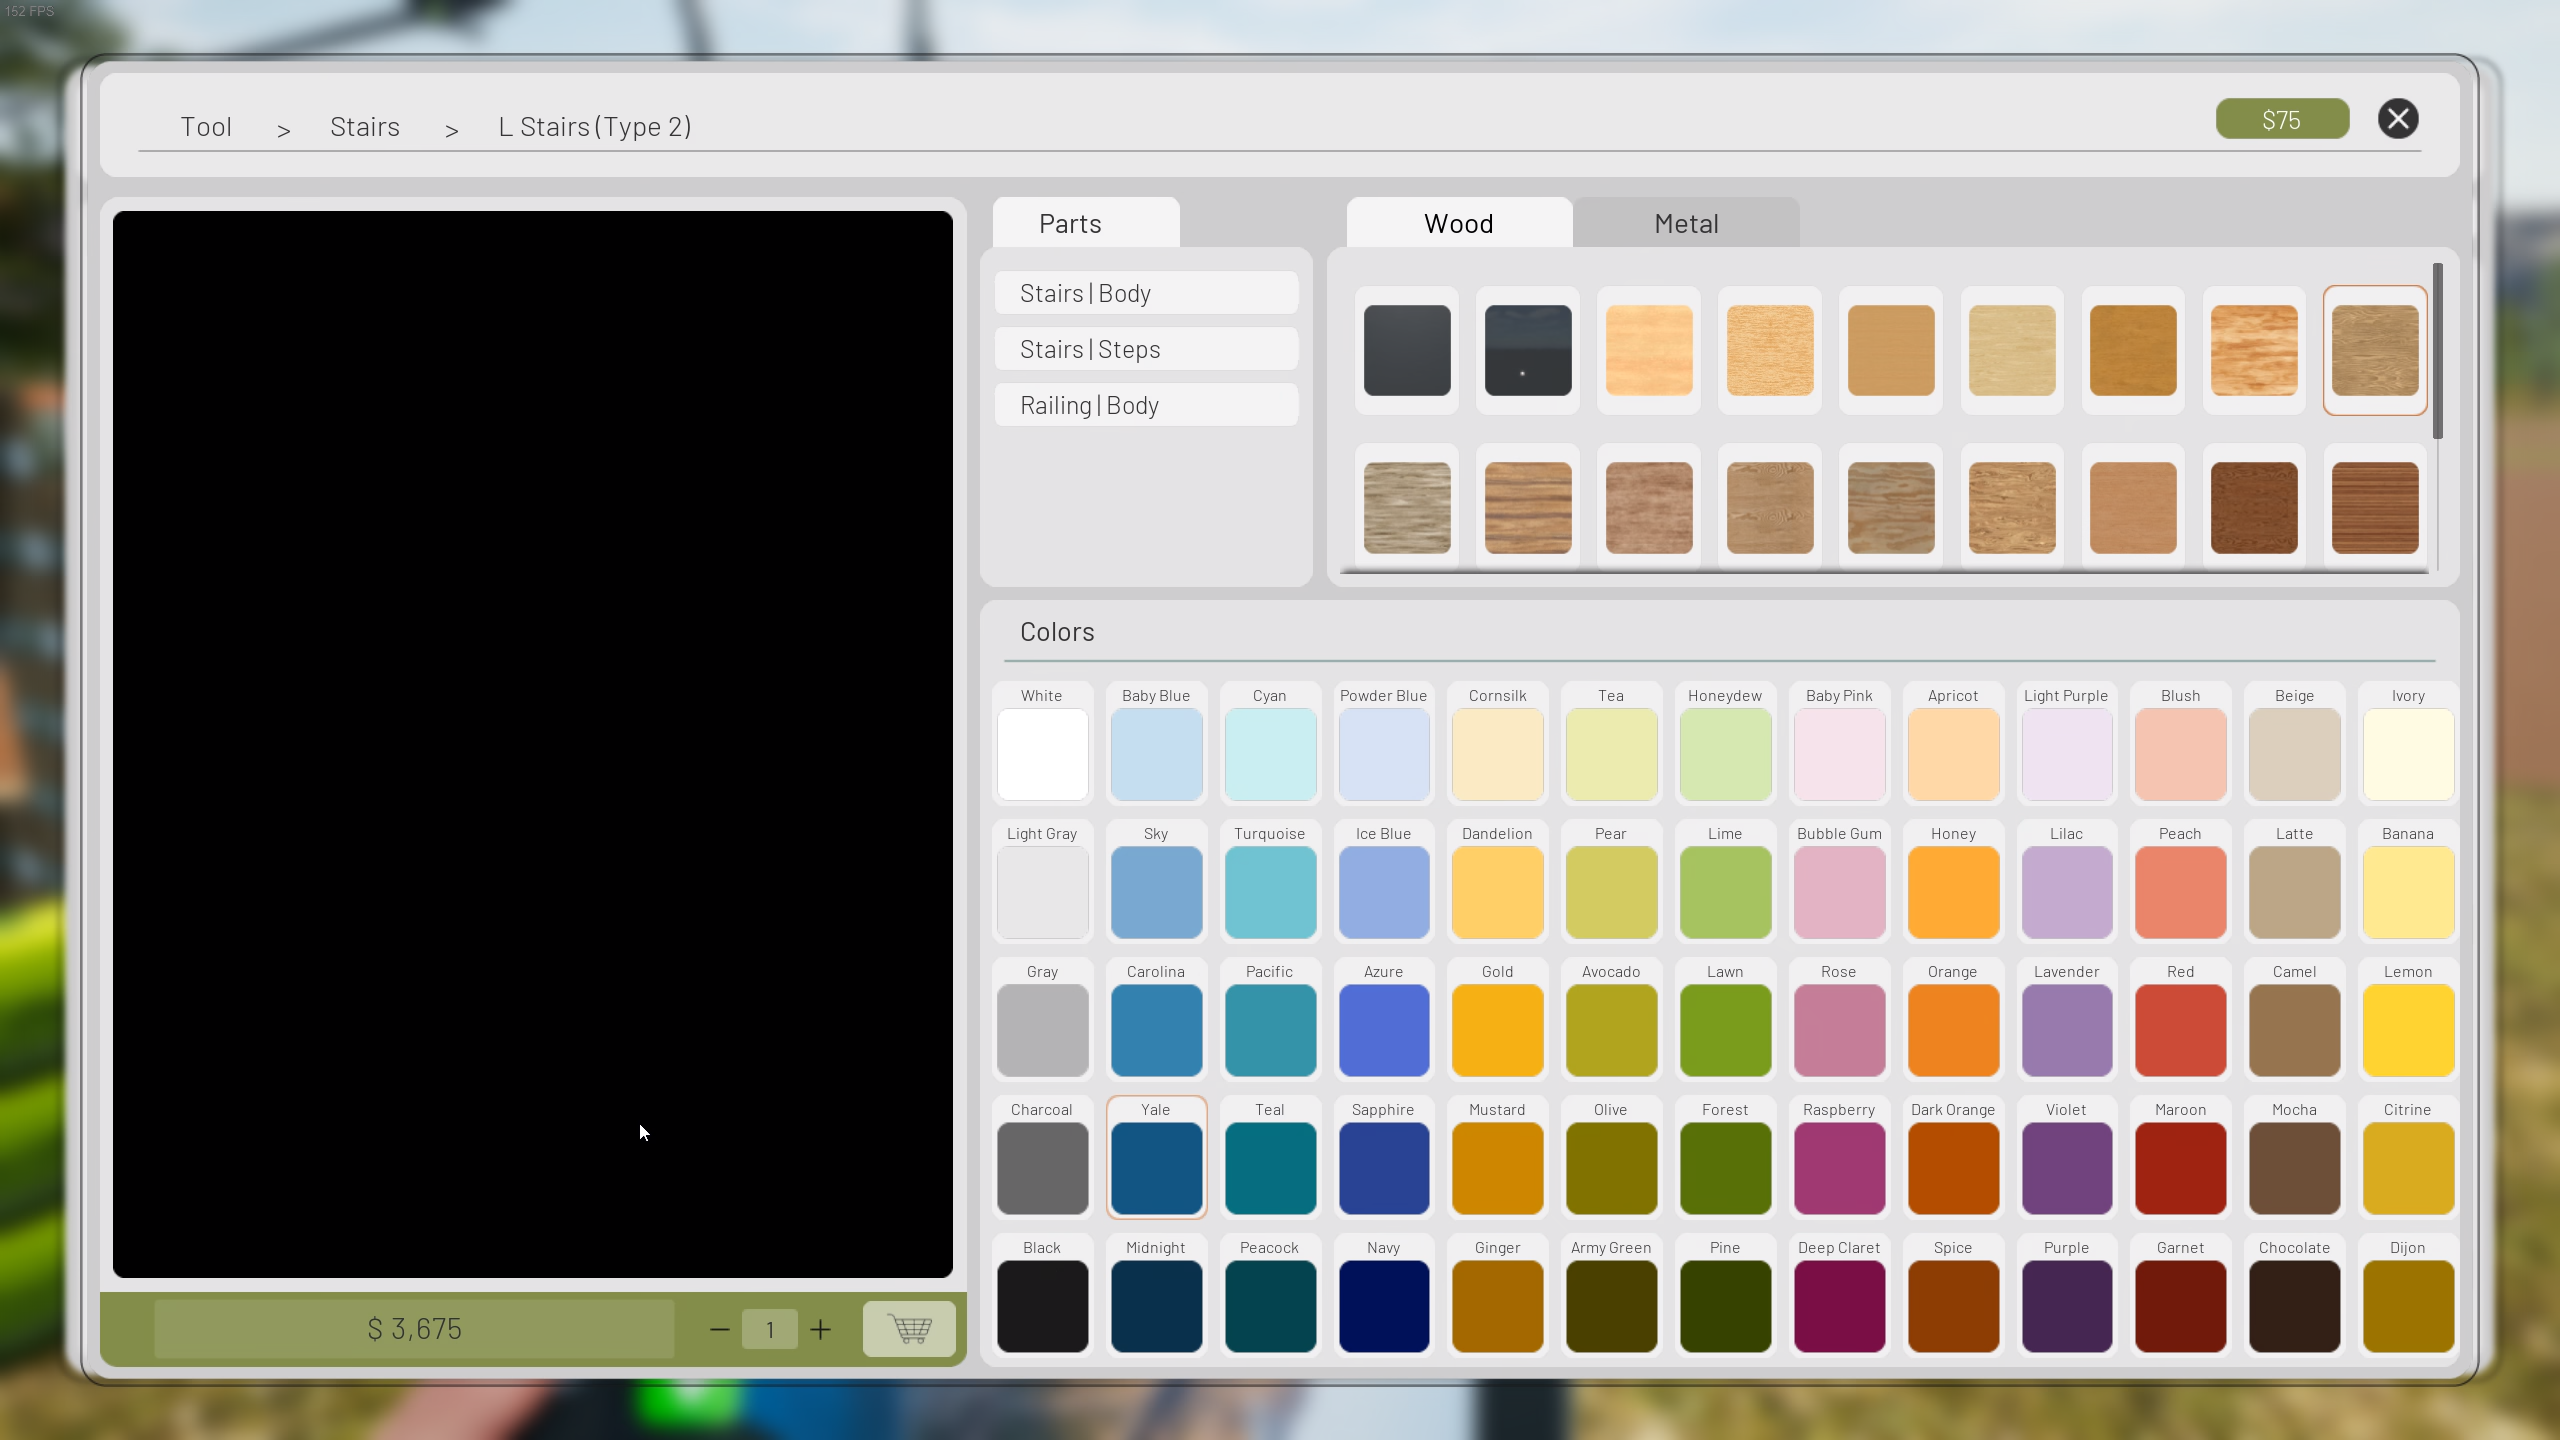 152 FPS
Tool > Stairs > L Stairs (Type 2)
$75
Parts
Wood
Metal
Stairs | Body
Stairs | Steps
Railing | Body
Colors
White
Baby Blue
Cyan
Powder Blue
Cornsilk
Tea
Honeydew
Baby Pink
Apricot
Light Purple
Blush
Beige
Ivory
Light Gray
Sky
Turquoise
Ice Blue
Dandelion
Pear
Lime
Bubble Gum
Honey
Lilac
Peach
Latte
Banana
Gray
Carolina
Pacific
Azure
Gold
Avocado
Lawn
Rose
Orange
Lavender
Red
Camel
Lemon
Charcoal
Yale
Teal
Sapphire
Mustard
Olive
Forest
Raspberry
Dark Orange
Violet
Maroon
Mocha
Citrine
Black
Midnight
Peacock
Navy
Ginger
Army Green
Pine
Deep Claret
Spice
Purple
Garnet
Chocolate
Dijon
$ 3,675
− 1 +